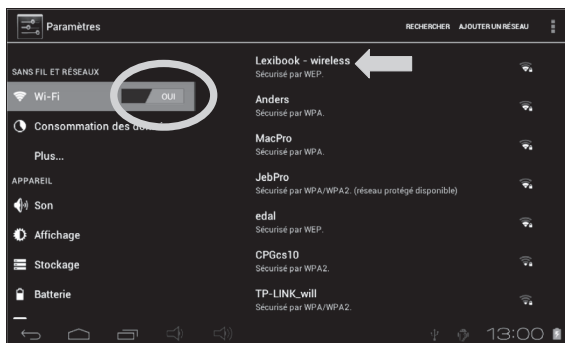 Paramètres
RECHERCHER AJOUTER UN RÉSEAU
SANS FIL ET RÉSEAUX
Wi-Fi OUI
Consommation des données
Plus...
APPAREIL
Son
Affichage
Stockage
Batterie
Lexibook - wireless
Sécurisé par WEP.
Anders
Sécurisé par WPA.
MacPro
Sécurisé par WPA.
JebPro
Sécurisé par WPA/WPA2. (réseau protégé disponible)
edal
Sécurisé par WEP.
CPGcs10
Sécurisé par WPA2.
TP-LINK_will
Sécurisé par WPA/WPA2.
13:00